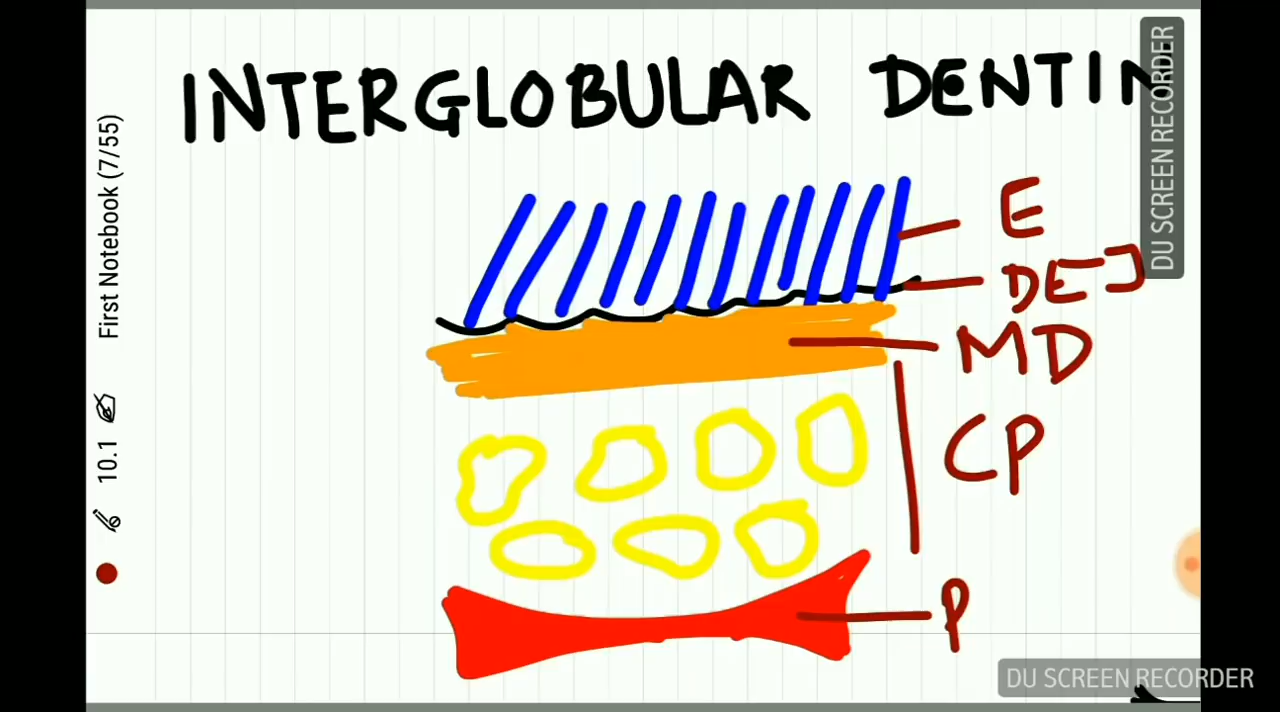 INTERGLOBULAR DENTIN
E
DEJ
MD
CP
P
First Notebook (7/55)
10.1
DU SCREEN RECORDER
DU SCREEN RECORDER